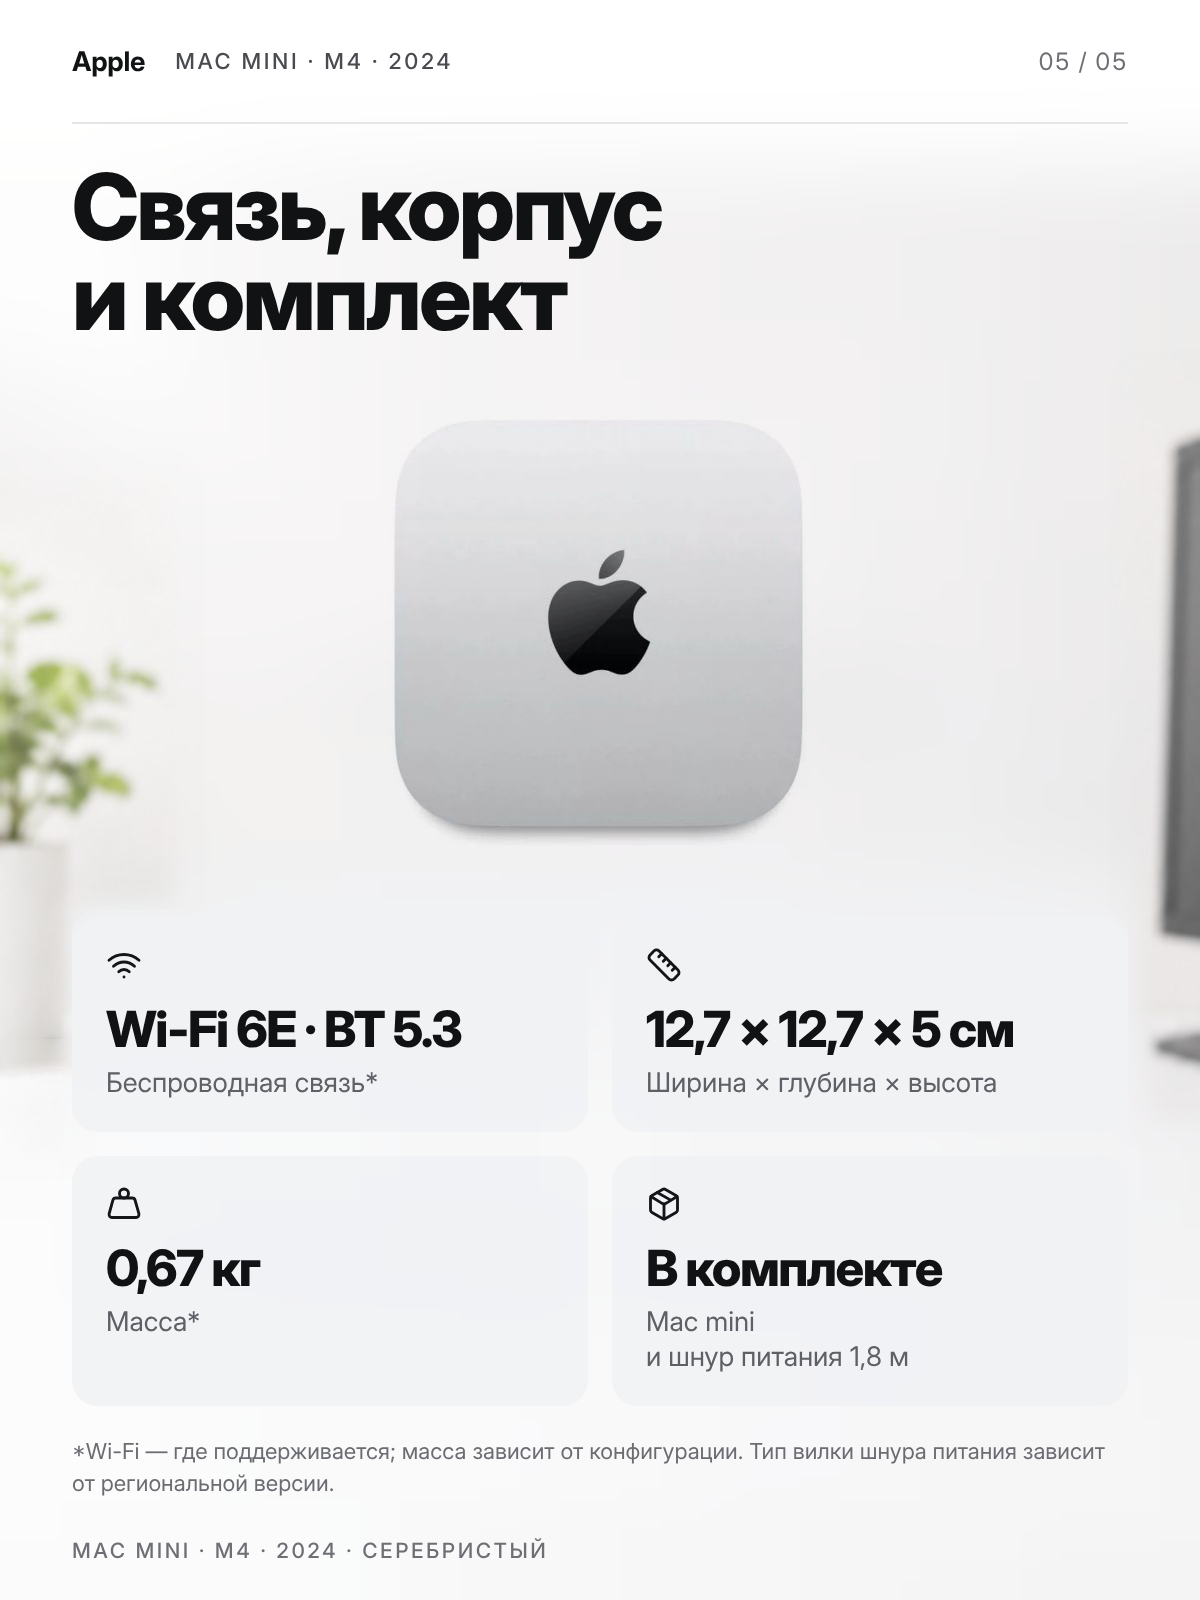 Apple MAC MINI · M4 · 2024 05 / 05
Связь, корпус
и комплект
Wi-Fi 6E · BT 5.3
Беспроводная связь*
12,7 × 12,7 × 5 см
Ширина × глубина × высота
0,67 кг
Масса*
В комплекте
Mac mini
и шнур питания 1,8 м
*Wi-Fi — где поддерживается; масса зависит от конфигурации. Тип вилки шнура питания зависит
от региональной версии.
MAC MINI · M4 · 2024 · СЕРЕБРИСТЫЙ